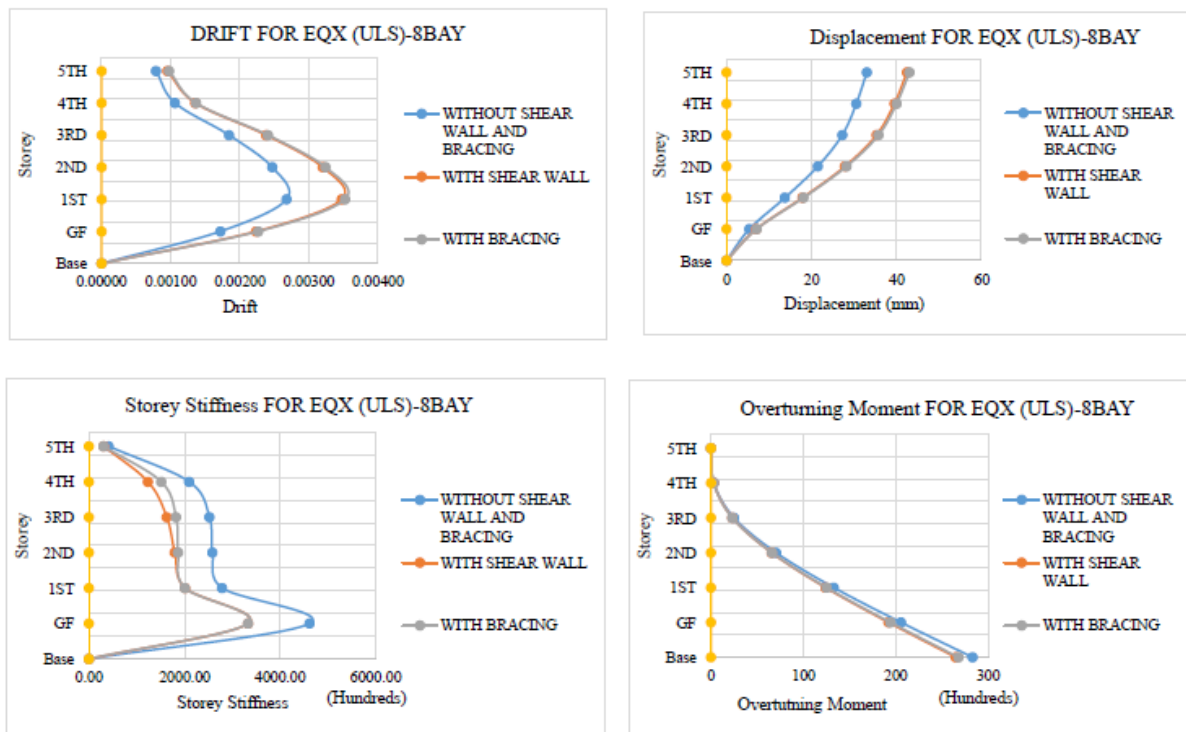 DRIFT FOR EQX (ULS)-8BAY
Storey
5TH
4TH
3RD
2ND
1ST
GF
Base
0.00000
0.00100
0.00200
0.00300
0.00400
Drift
WITHOUT SHEAR
WALL AND
BRACING
WITH SHEAR WALL
WITH BRACING
Displacement FOR EQX (ULS)-8BAY
Storey
5TH
4TH
3RD
2ND
1ST
GF
Base
0
20
40
60
Displacement (mm)
WITHOUT SHEAR
WALL AND
BRACING
WITH SHEAR
WALL
WITH BRACING
Storey Stiffness FOR EQX (ULS)-8BAY
Storey
5TH
4TH
3RD
2ND
1ST
GF
Base
0.00
2000.00
4000.00
6000.00
Storey Stiffness
(Hundreds)
WITHOUT SHEAR
WALL AND
BRACING
WITH SHEAR WALL
WITH BRACING
Overturning Moment FOR EQX (ULS)-8BAY
Storey
5TH
4TH
3RD
2ND
1ST
GF
Base
0
100
200
300
Overtutning Moment
(Hundreds)
WITHOUT SHEAR
WALL AND
BRACING
WITH SHEAR
WALL
WITH BRACING